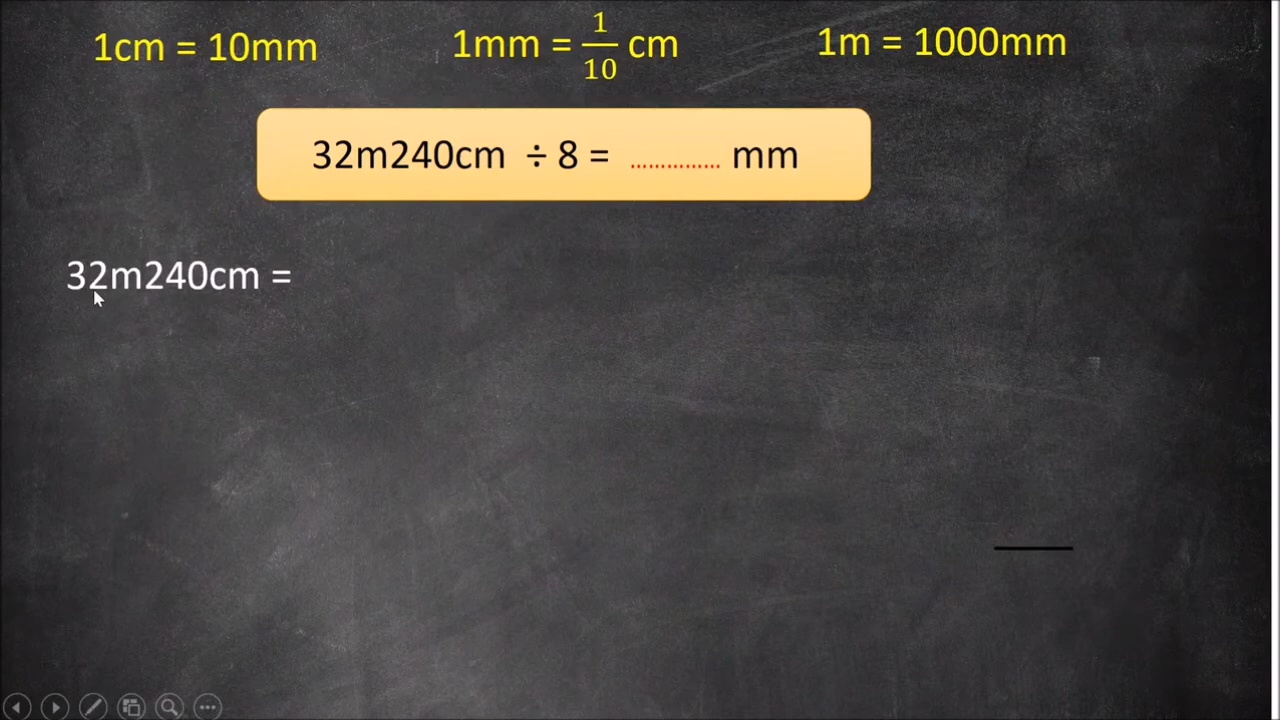 1cm = 10mm
1mm = 1/10 cm
1m = 1000mm
32m240cm ÷ 8 = ............... mm
32m240cm =